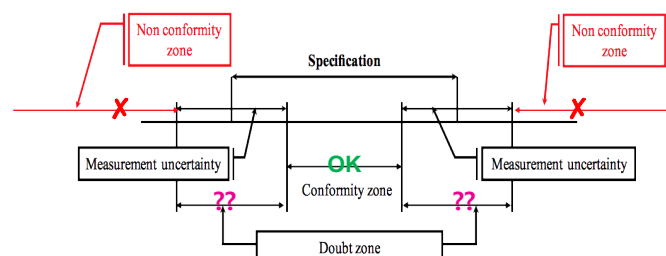 Non conformity
zone
Non conformity
zone
Specification
X
X
Measurement uncertainty
OK
Conformity zone
Measurement uncertainty
??
??
Doubt zone